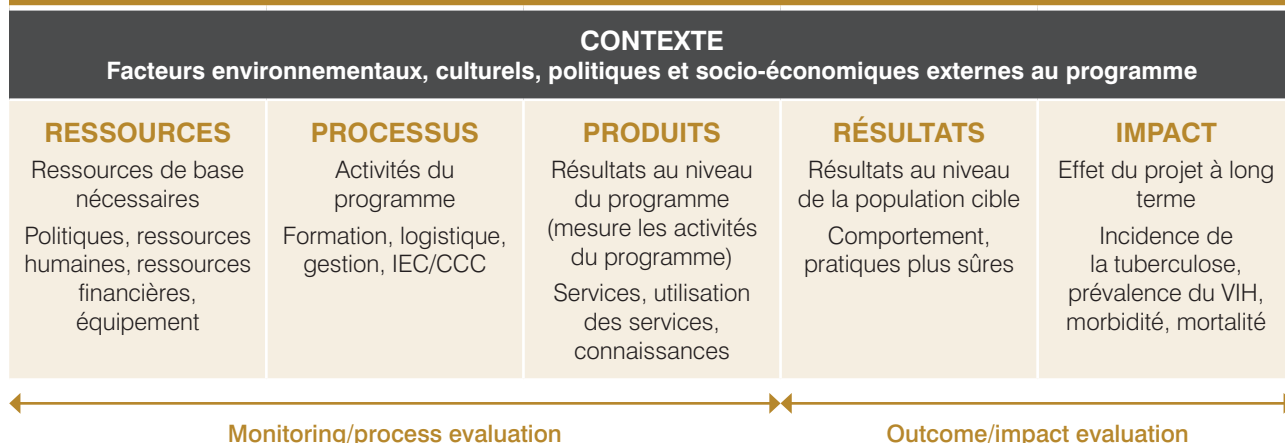 CONTEXTE
Facteurs environnementaux, culturels, politiques et socio-économiques externes au programme
RESSOURCES
Ressources de base
nécessaires
Politiques, ressources
humaines, ressources
financières,
équipement
PROCESSUS
Activités du
programme
Formation, logistique,
gestion, IEC/CCC
PRODUITS
Résultats au niveau
du programme
(mesure les activités
du programme)
Services, utilisation
des services,
connaissances
RÉSULTATS
Résultats au niveau
de la population cible
Comportement,
pratiques plus sûres
IMPACT
Effet du projet à long
terme
Incidence de
la tuberculose,
prévalence du VIH,
morbidité, mortalité
Monitoring/process evaluation
Outcome/impact evaluation